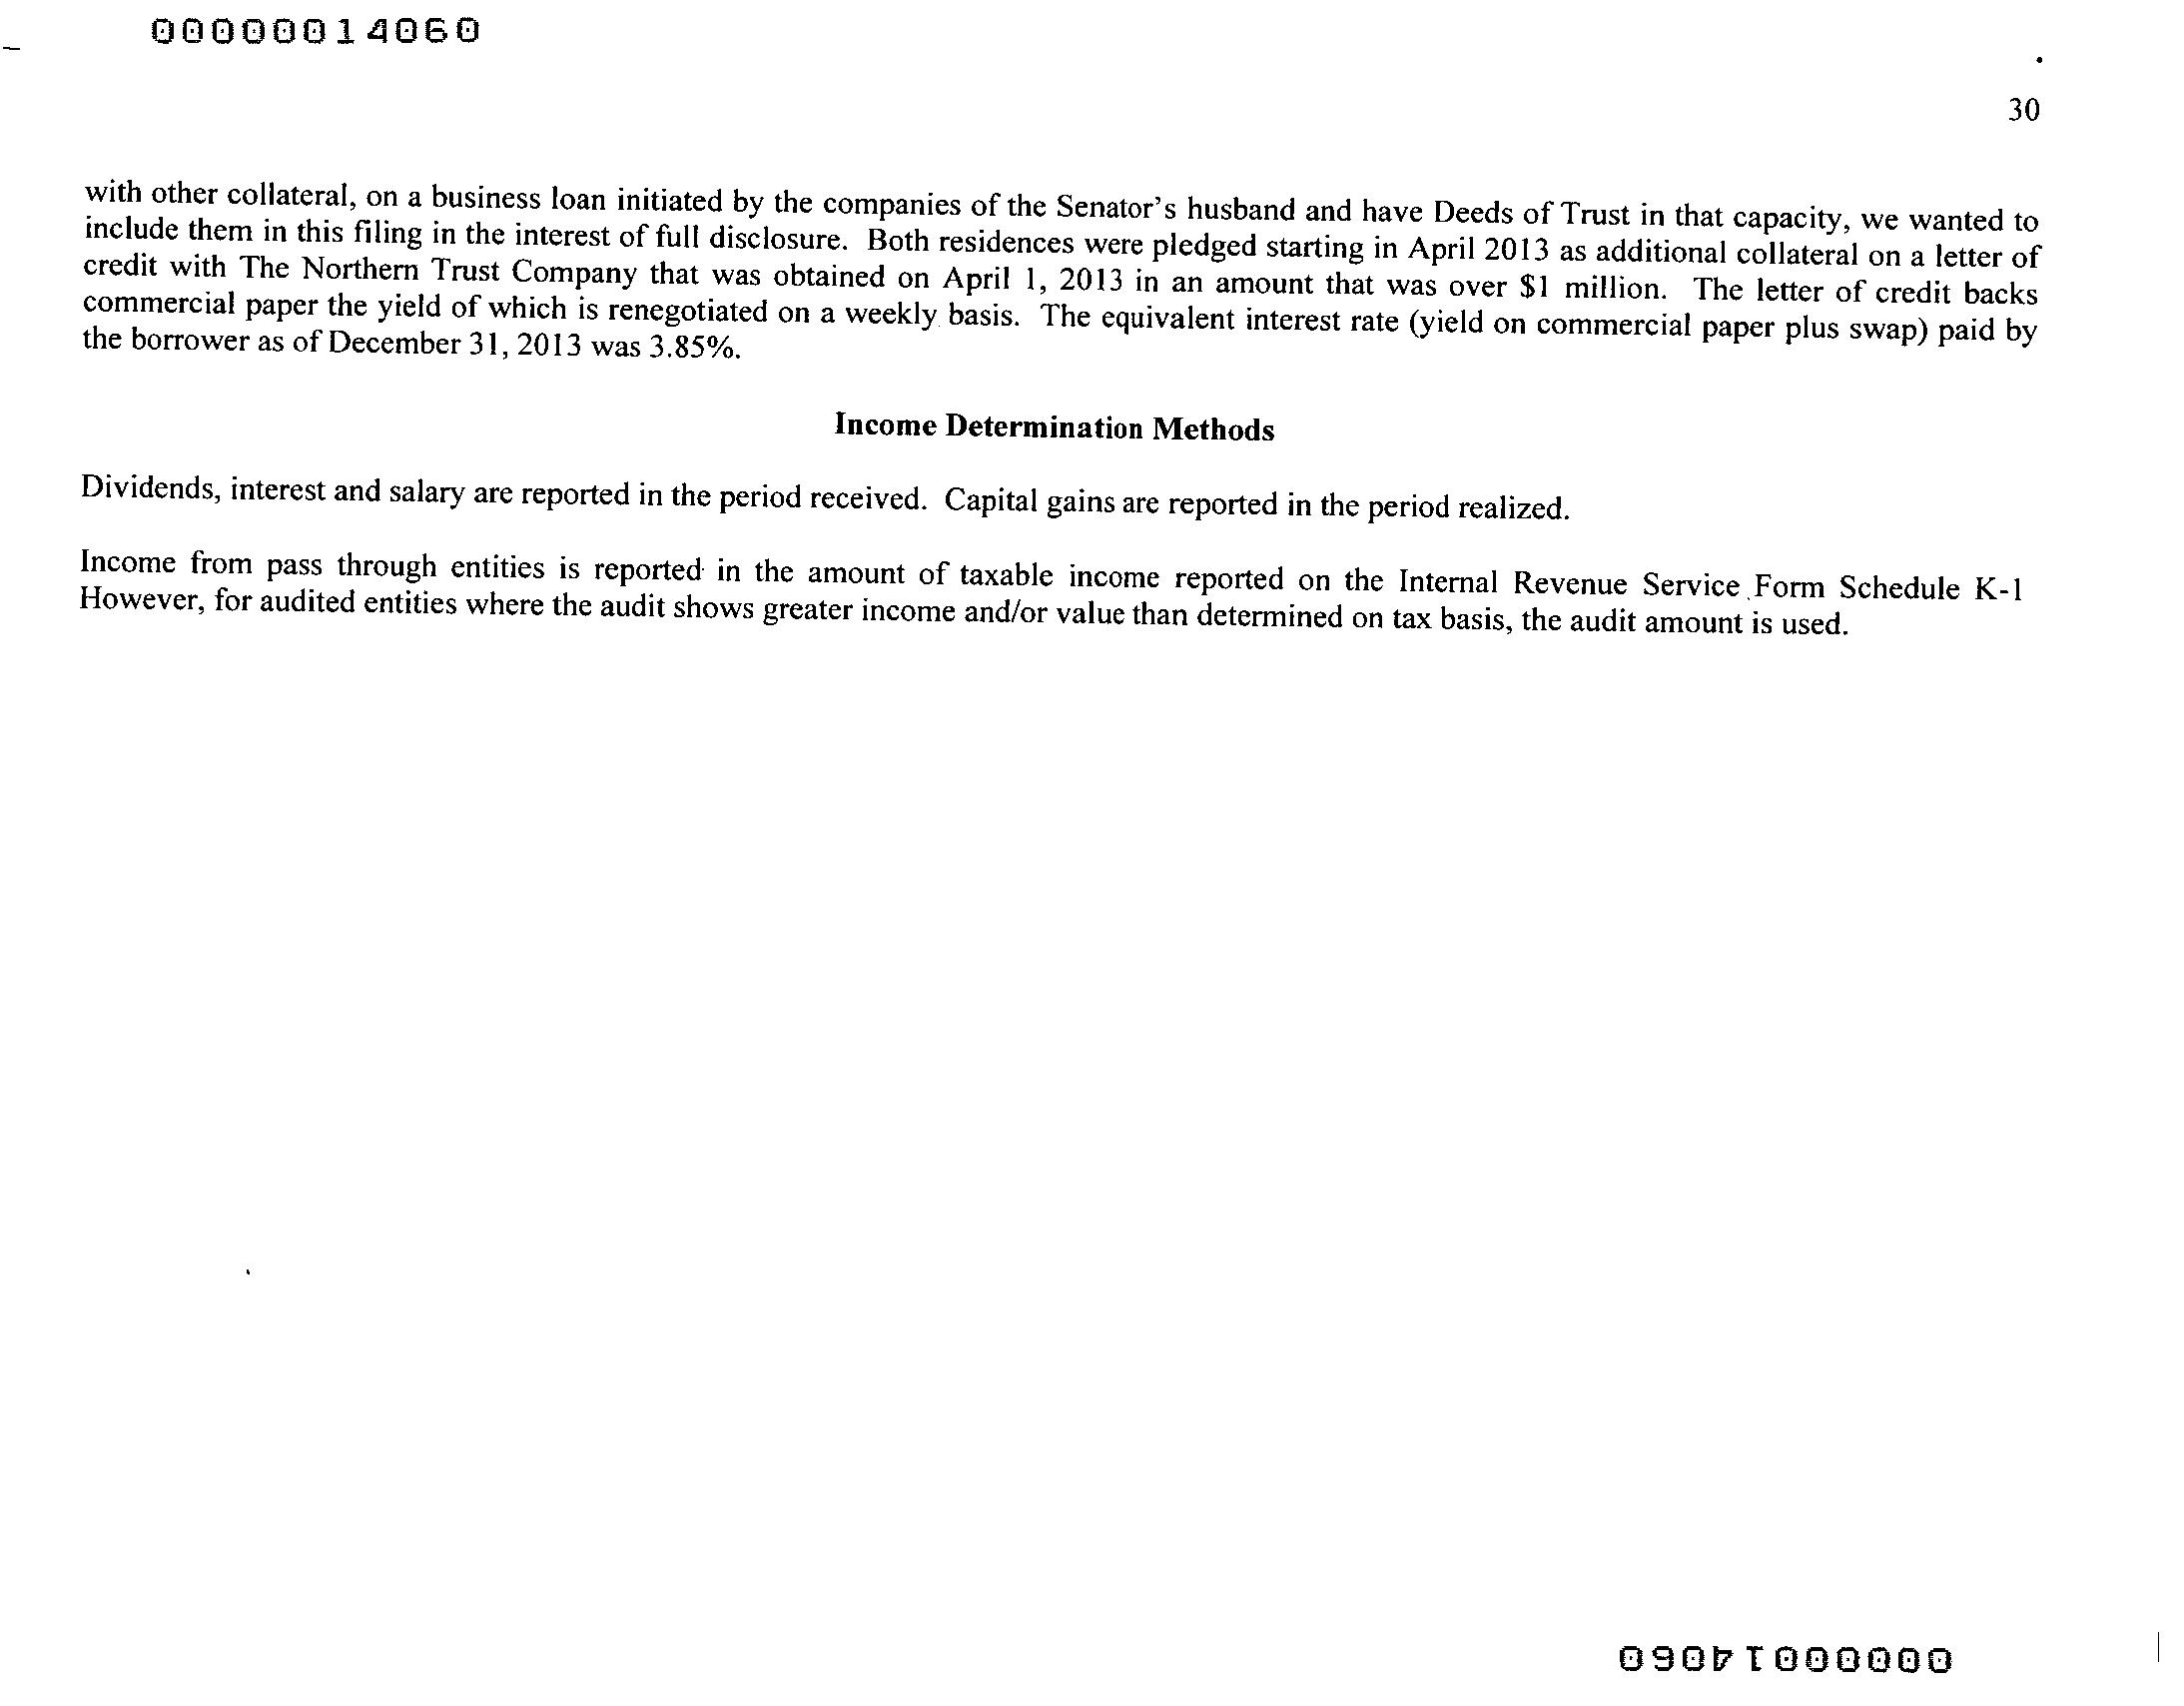 00000014060
30
with other collateral, on a business loan initiated by the companies of the Senator's husband and have Deeds of Trust in that capacity, we wanted to
include them in this filing in the interest of full disclosure.  Both residences were pledged starting in April 2013 as additional collateral on a letter of
credit with The Northern Trust Company that was obtained on April 1, 2013 in an amount that was over $1 million.  The letter of credit backs
commercial paper the yield of which is renegotiated on a weekly basis.  The equivalent interest rate (yield on commercial paper plus swap) paid by
the borrower as of December 31, 2013 was 3.85%.
Income Determination Methods
Dividends, interest and salary are reported in the period received.  Capital gains are reported in the period realized.
Income from pass through entities is reported in the amount of taxable income reported on the Internal Revenue Service Form Schedule K-1
However, for audited entities where the audit shows greater income and/or value than determined on tax basis, the audit amount is used.
00000014060